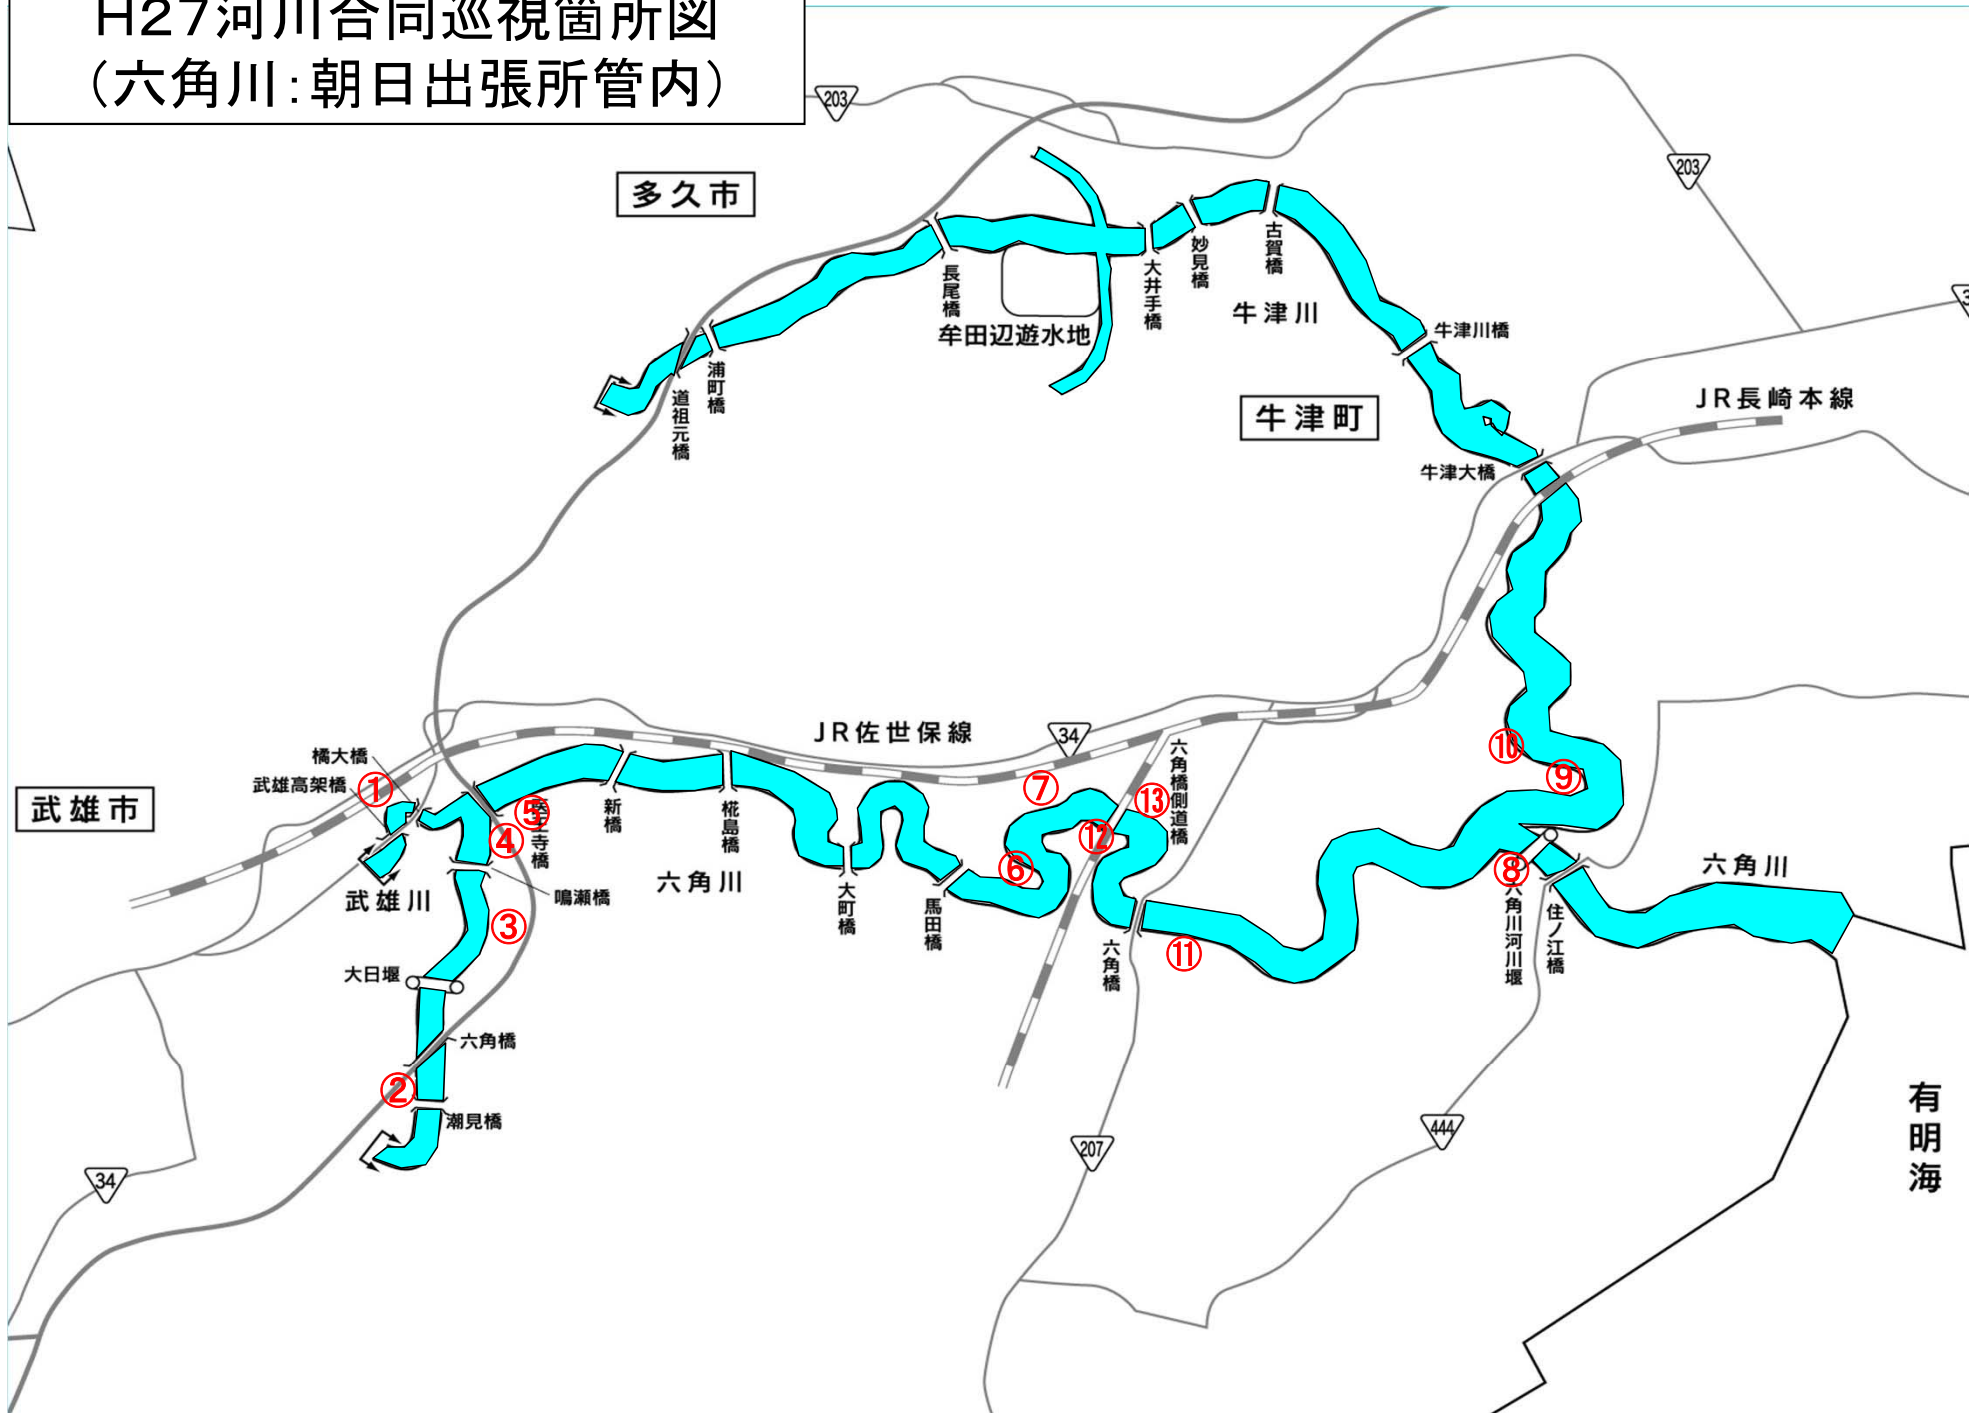 H27河川合同巡視箇所図
（六角川：朝日出張所管内）
203
203
多久市
長尾橋
大井手橋
妙見橋
古賀橋
牛津川
牟田辺遊水地
牛津川橋
浦町橋
道祖元橋
JR長崎本線
牛津町
牛津大橋
JR佐世保線
34
橘大橋
武雄高架橋
武雄市
①
⑤
④
新橋
椛島橋
⑦
⑬
六角橋側道橋
⑫
⑩
⑨
⑥
⑧
六角川
武雄川
鳴瀬橋
六角川
大町橋
馬田橋
③
⑪
六角橋
六角川河川堰
住ノ江橋
大日堰
六角橋
②
潮見橋
34
207
444
有明海